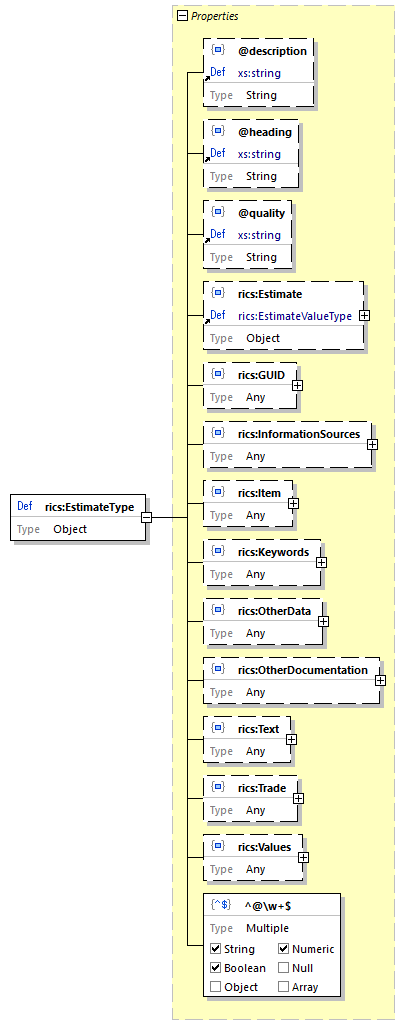 Properties
@description
Def xs:string
Type String
@heading
Def xs:string
Type String
@quality
Def xs:string
Type String
rics:Estimate
Def rics:EstimateValueType
Type Object
rics:GUID
Type Any
rics:InformationSources
Type Any
Def rics:EstimateType
Type Object
rics:Item
Type Any
rics:Keywords
Type Any
rics:OtherData
Type Any
rics:OtherDocumentation
Type Any
rics:Text
Type Any
rics:Trade
Type Any
rics:Values
Type Any
{^$} ^@\w+$
Type Multiple
String Numeric
Boolean Null
Object Array